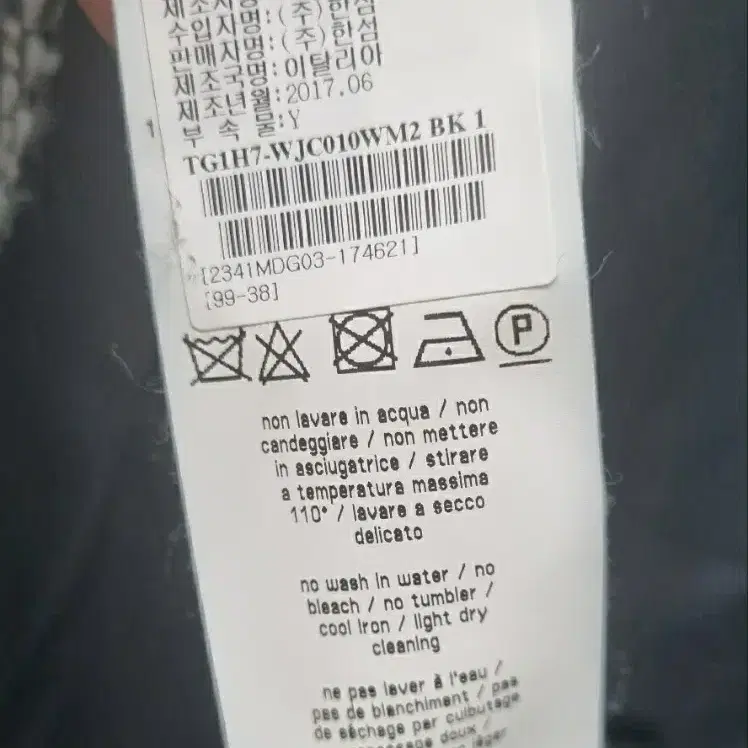 수입자명:(주)한섬
판매자명:(주)한섬
제조국명:이탈리아
제조년월:2017.06
부 속 물:Y
1
TG1H7-WJC010WM2 BK 1
[2341MDG03-174621]
[99-38]
P
non lavare in acqua / non
candeggiare / non mettere
in asciugatrice / stirare
a temperatura massima
110° / lavare a secco
delicato
no wash in water / no
bleach / no tumbler /
cool iron / light dry
cleaning
ne pas laver à l'eau /
pas de blanchiment / pas
de séchage par culbutage
doux /
léger